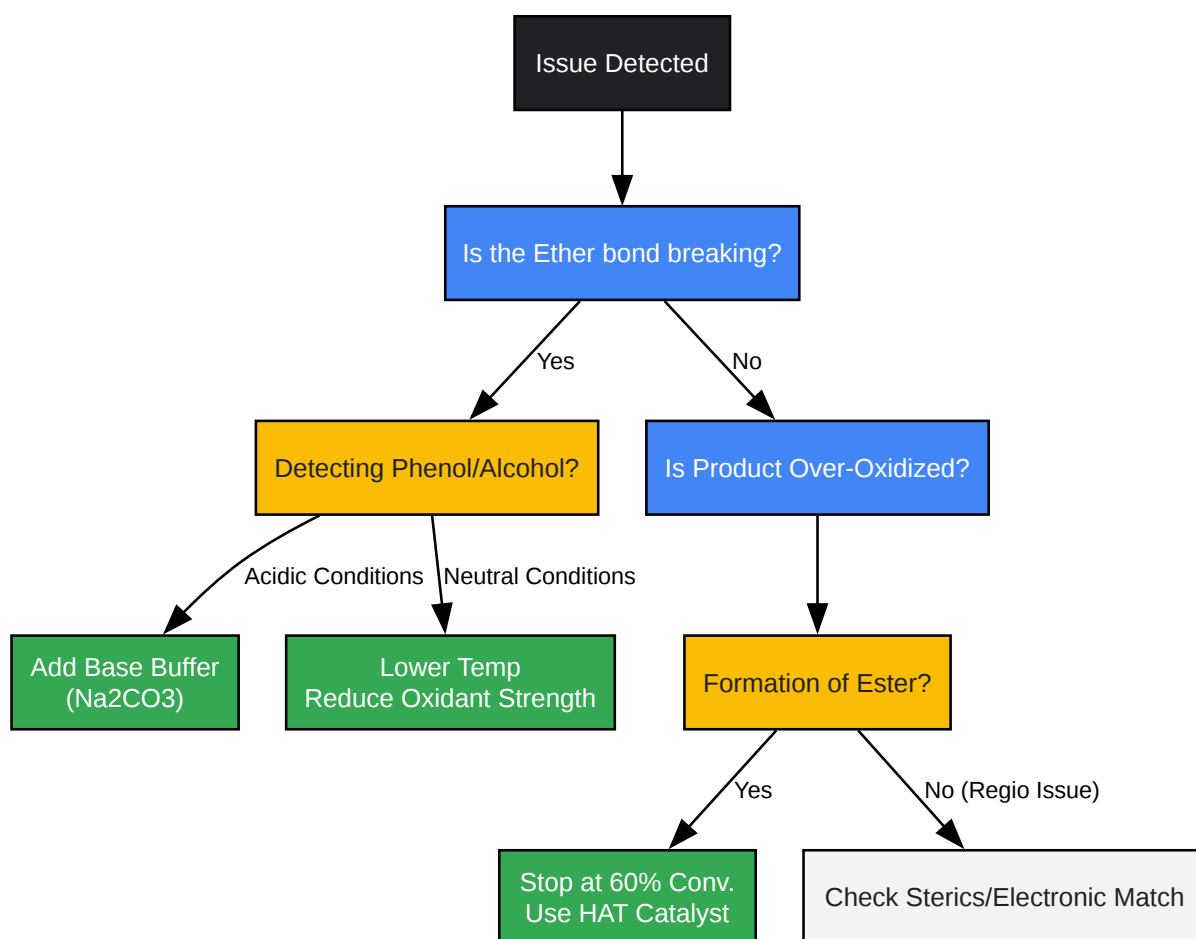 Issue Detected
Is the Ether bond breaking?
Yes
No
Detecting Phenol/Alcohol?
Is Product Over-Oxidized?
Acidic Conditions
Neutral Conditions
Add Base Buffer
(Na2CO3)
Lower Temp
Reduce Oxidant Strength
Formation of Ester?
Yes
No (Regio Issue)
Stop at 60% Conv.
Use HAT Catalyst
Check Sterics/Electronic Match